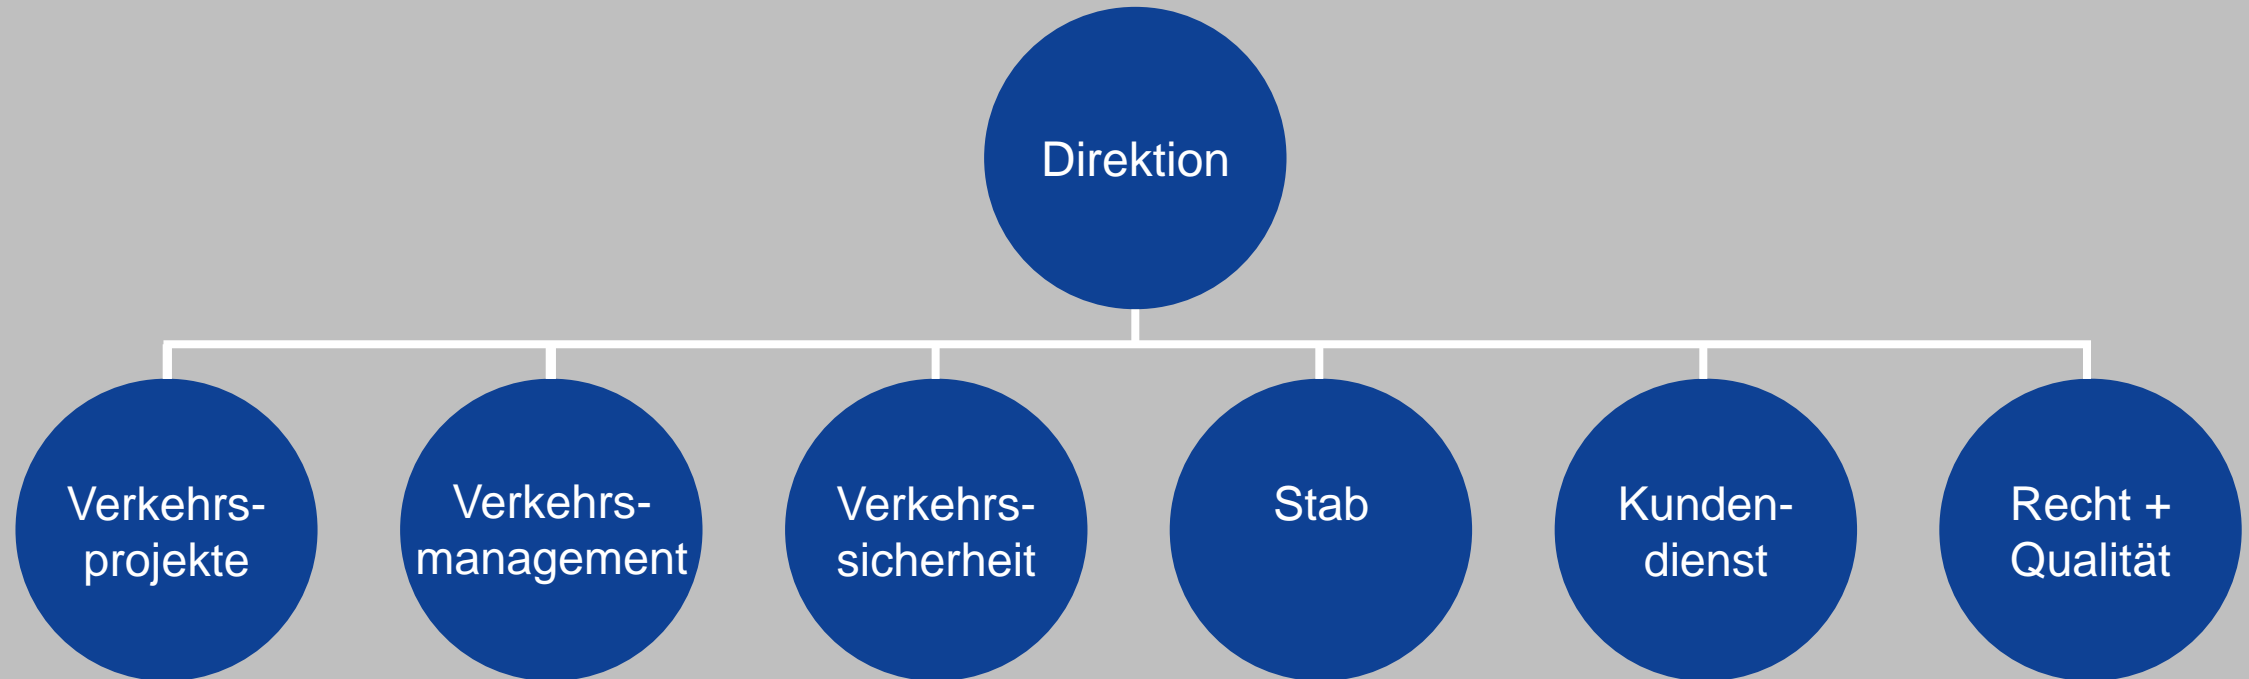 Direktion
Verkehrs-
projekte
Verkehrs-
management
Verkehrs-
sicherheit
Stab
Kunden-
dienst
Recht +
Qualität